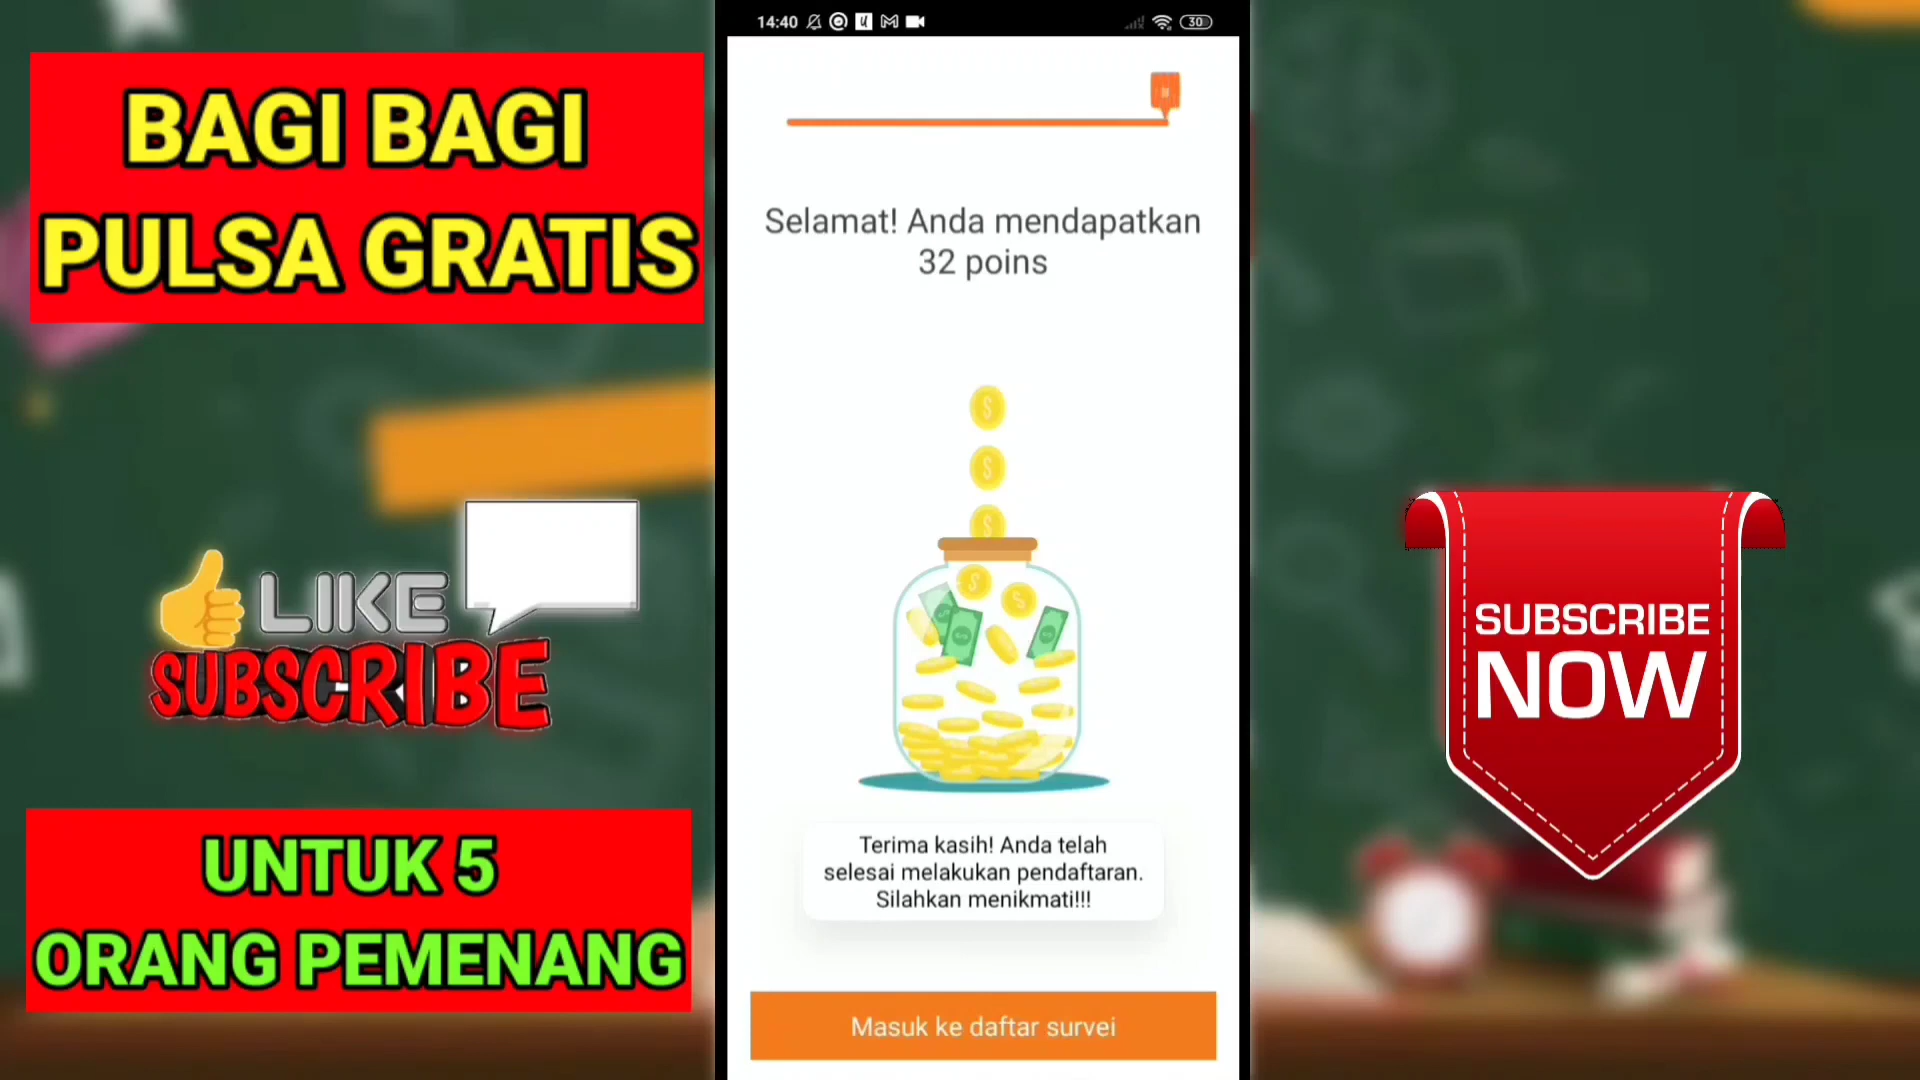 BAGI BAGI
PULSA GRATIS
LIKE
SUBSCRIBE
UNTUK 5
ORANG PEMENANG
14:40
30
Selamat! Anda mendapatkan
32 poins
Terima kasih! Anda telah
selesai melakukan pendaftaran.
Silahkan menikmati!!!
Masuk ke daftar survei
SUBSCRIBE
NOW